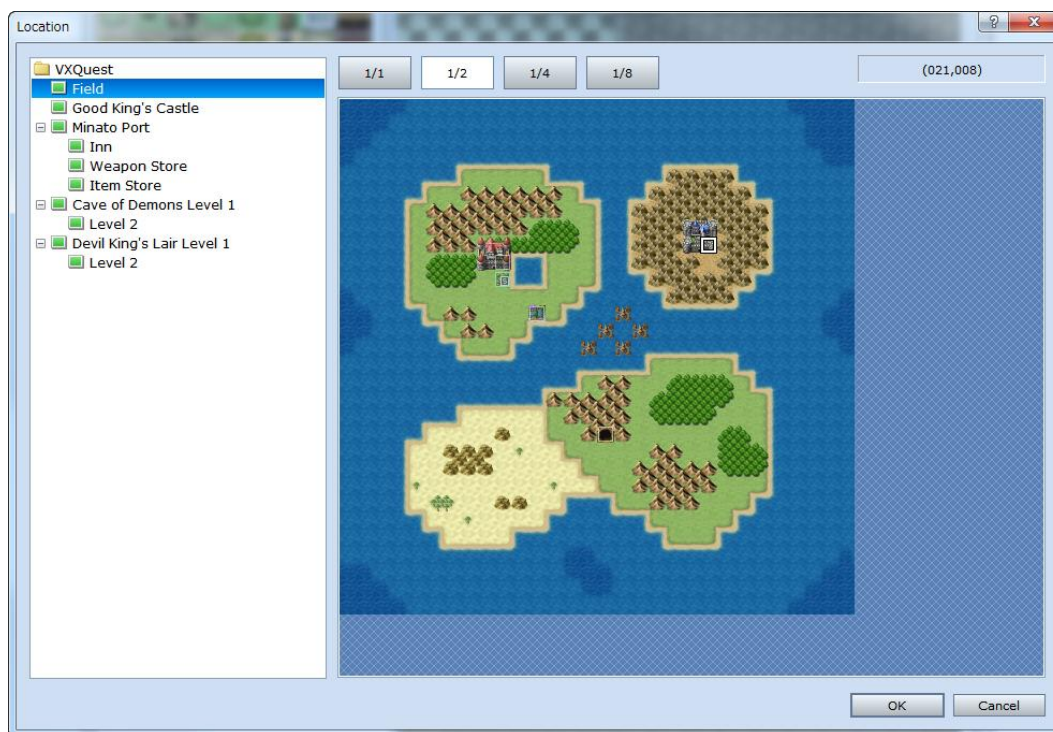 Location
VXQuest
Field
Good King's Castle
Minato Port
Inn
Weapon Store
Item Store
Cave of Demons Level 1
Level 2
Devil King's Lair Level 1
Level 2
1/1 1/2 1/4 1/8 (021,008)
OK Cancel